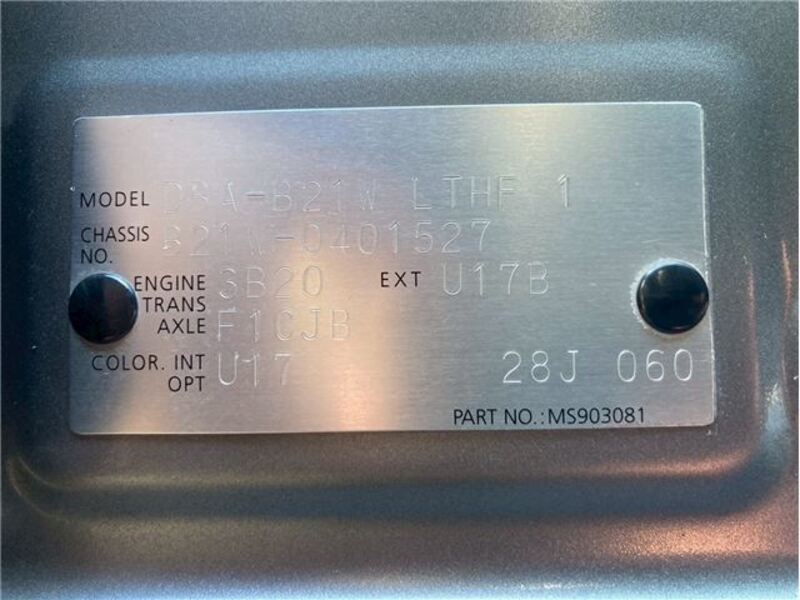 MODEL DBA-B21W LTHF 1
CHASSIS NO. B21W-0401527
ENGINE 3B20 EXT U17B
TRANS AXLE F1CJB
COLOR. INT OPT U17 28J 060
PART NO.: MS903081